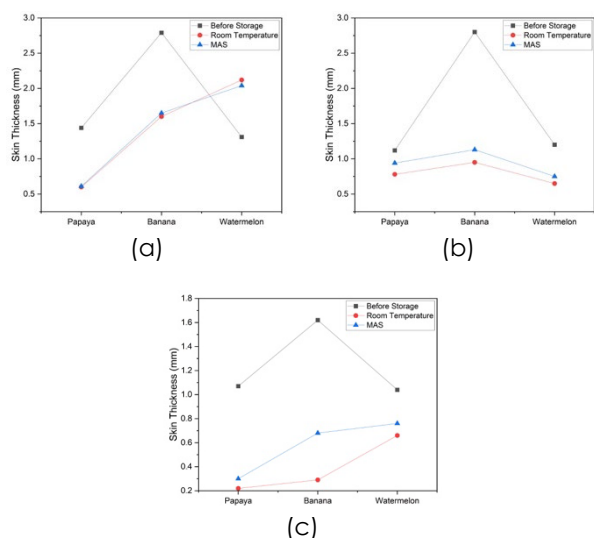 3.0
2.5
2.0
1.5
1.0
0.5
Skin Thickness (mm)
Before Storage
Room Temperature
MAS
Papaya
Banana
Watermelon
(a)
3.0
2.5
2.0
1.5
1.0
0.5
Skin Thickness (mm)
Before Storage
Room Temperature
MAS
Papaya
Banana
Watermelon
(b)
1.8
1.6
1.4
1.2
1.0
0.8
0.6
0.4
0.2
Skin Thickness (mm)
Before Storage
Room Temperature
MAS
Papaya
Banana
Watermelon
(c)